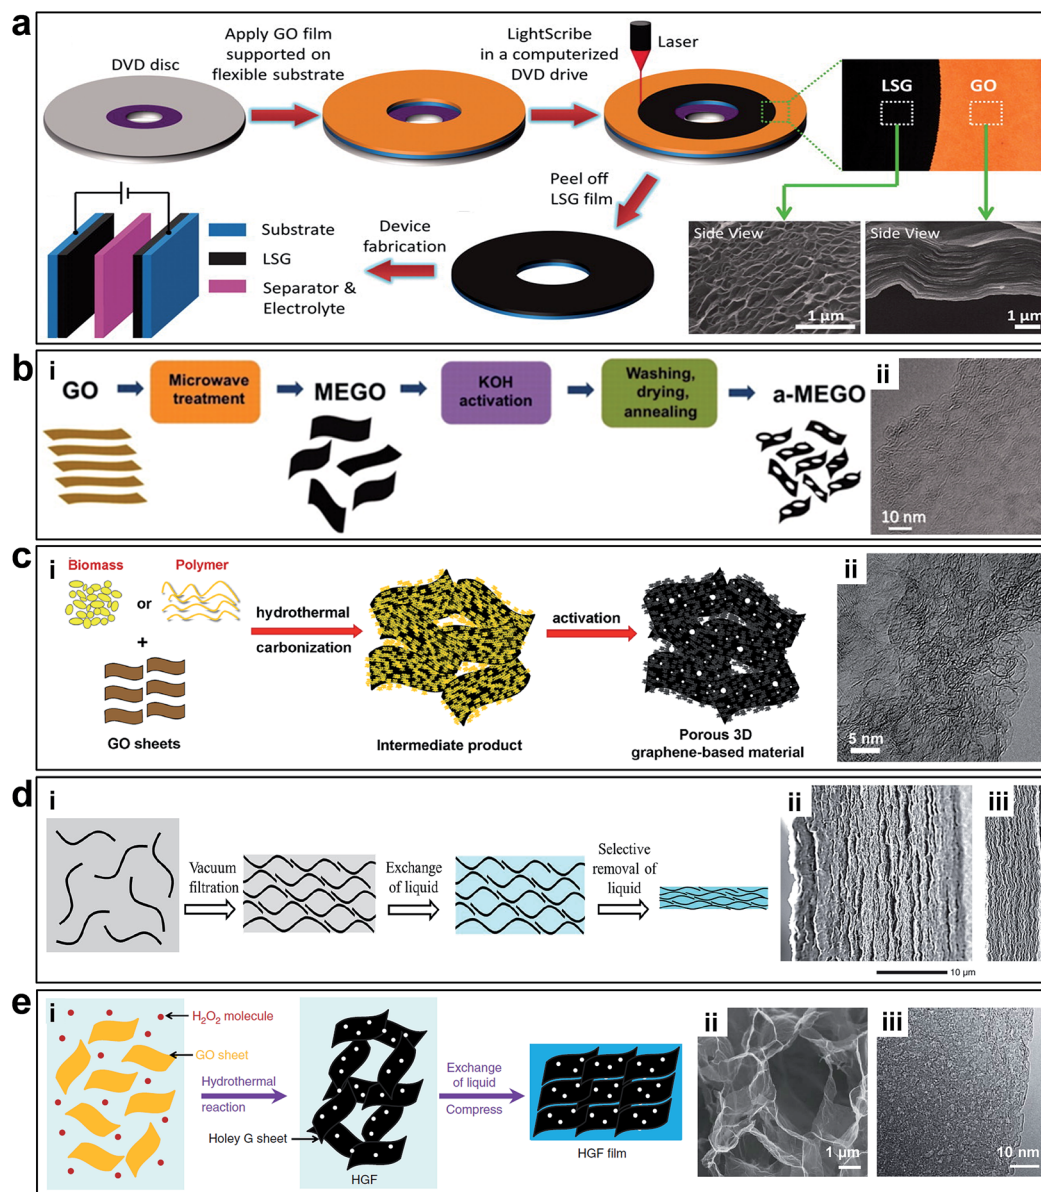 a
DVD disc
Apply GO film
supported on
flexible substrate
LightScribe
in a computerized
DVD drive
Laser
LSG
GO
Peel off
LSG film
Device
fabrication
Substrate
LSG
Separator &
Electrolyte
Side View
1 µm
Side View
1 µm
b
i
GO
Microwave
treatment
MEGO
KOH
activation
Washing,
drying,
annealing
a-MEGO
ii
10 nm
c
i
Biomass
or
Polymer
+
GO sheets
hydrothermal
carbonization
Intermediate product
activation
Porous 3D
graphene-based material
ii
5 nm
d
i
Vacuum
filtration
Exchange
of liquid
Selective
removal of
liquid
ii
iii
10 µm
e
i
H₂O₂ molecule
GO sheet
Hydrothermal
reaction
Holey G sheet
HGF
Exchange
of liquid
Compress
HGF film
ii
1 µm
iii
10 nm